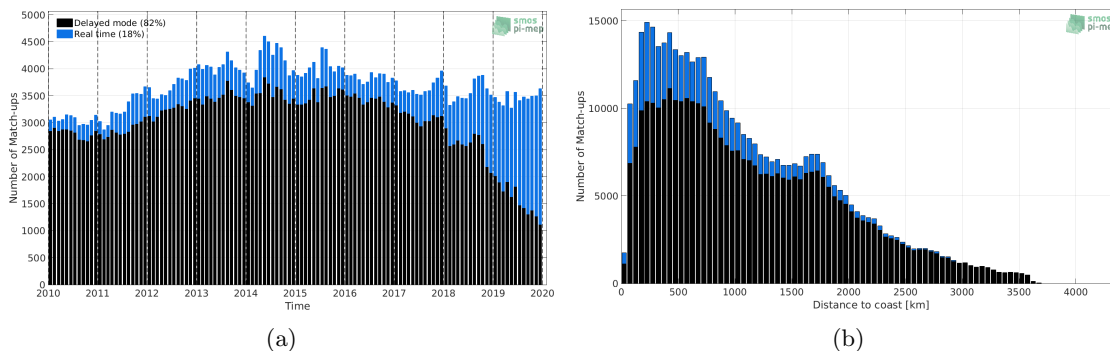 Delayed mode (82%)
Real time (18%)
smos
pi-mep
Number of Match-ups
5000
4500
4000
3500
3000
2500
2000
1500
1000
500
0
2010 2011 2012 2013 2014 2015 2016 2017 2018 2019 2020
Time
(a)
smos
pi-mep
Number of Match-ups
15000
10000
5000
0
0 500 1000 1500 2000 2500 3000 3500 4000
Distance to coast [km]
(b)